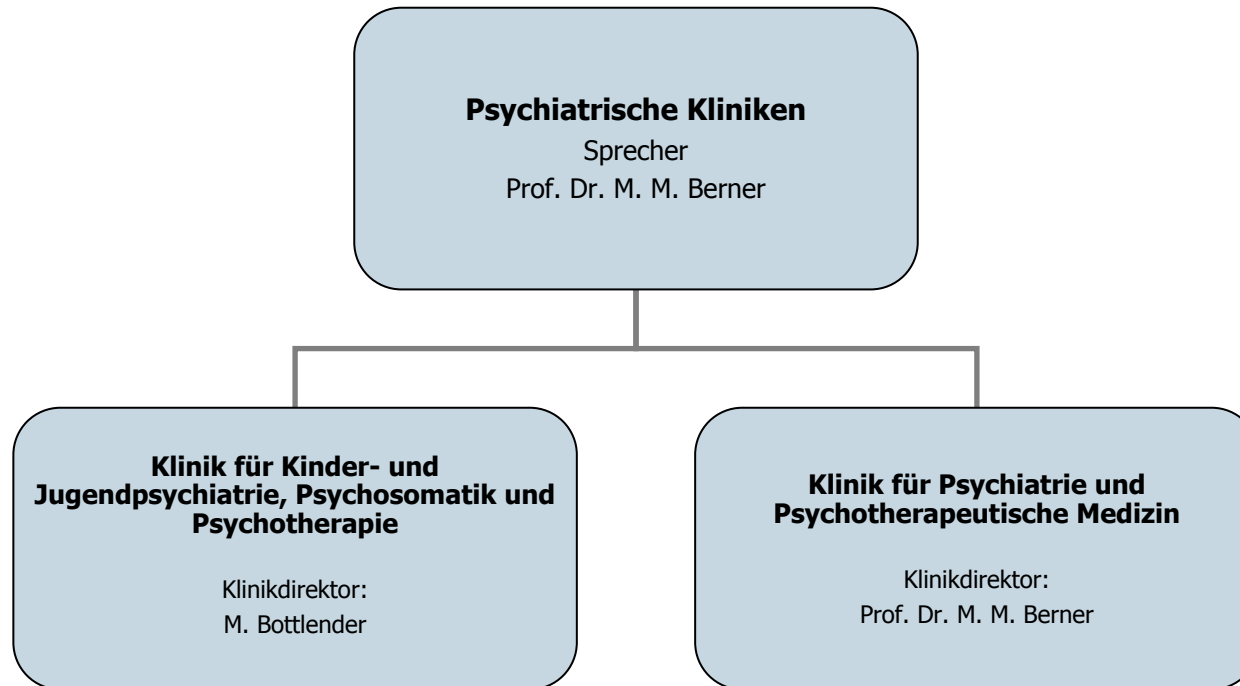 Psychiatrische Kliniken
Sprecher
Prof. Dr. M. M. Berner
Klinik für Kinder- und
Jugendpsychiatrie, Psychosomatik und
Psychotherapie
Klinikdirektor:
M. Bottlender
Klinik für Psychiatrie und
Psychotherapeutische Medizin
Klinikdirektor:
Prof. Dr. M. M. Berner